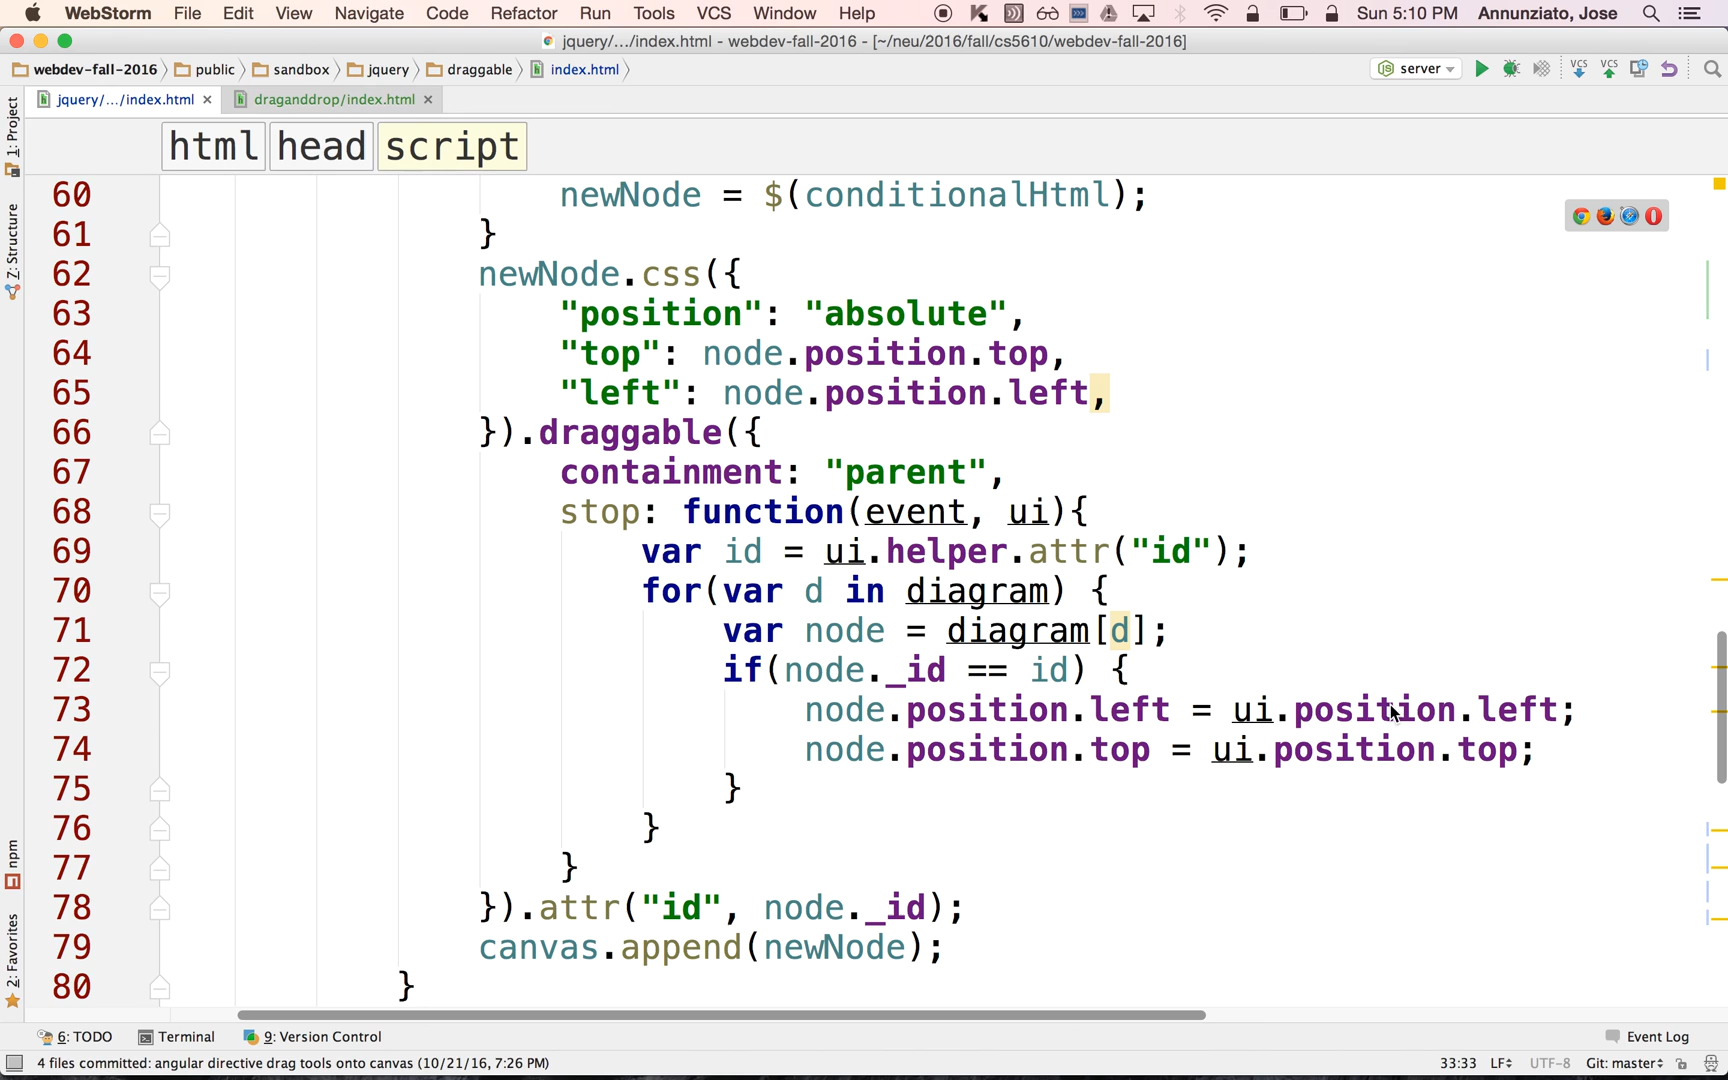 WebStorm File Edit View Navigate Code Refactor Run Tools VCS Window Help Sun 5:10 PM Annunziato, Jose
jquery/.../index.html - webdev-fall-2016 - [~/neu/2016/fall/cs5610/webdev-fall-2016]
webdev-fall-2016 public sandbox jquery draggable index.html server VCS VCS
jquery/.../index.html draganddrop/index.html
1: Project
html head script
Z: Structure
60 newNode = $(conditionalHtml);
61 }
62 newNode.css({
63 "position": "absolute",
64 "top": node.position.top,
65 "left": node.position.left,
66 }).draggable({
67 containment: "parent",
68 stop: function(event, ui){
69 var id = ui.helper.attr("id");
70 for(var d in diagram) {
71 var node = diagram[d];
72 if(node._id == id) {
73 node.position.left = ui.position.left;
74 node.position.top = ui.position.top;
75 }
76 }
77 }
78 }).attr("id", node._id);
79 canvas.append(newNode);
80 }
npm
2: Favorites
6: TODO Terminal 9: Version Control Event Log
4 files committed: angular directive drag tools onto canvas (10/21/16, 7:26 PM) 33:33 LF UTF-8 Git: master